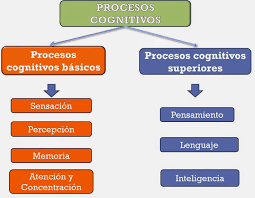 PROCESOS
COGNITIVOS
Procesos
cognitivos básicos
Procesos cognitivos
superiores
Sensación
Percepción
Memoria
Atención y
Concentración
Pensamiento
Lenguaje
Inteligencia